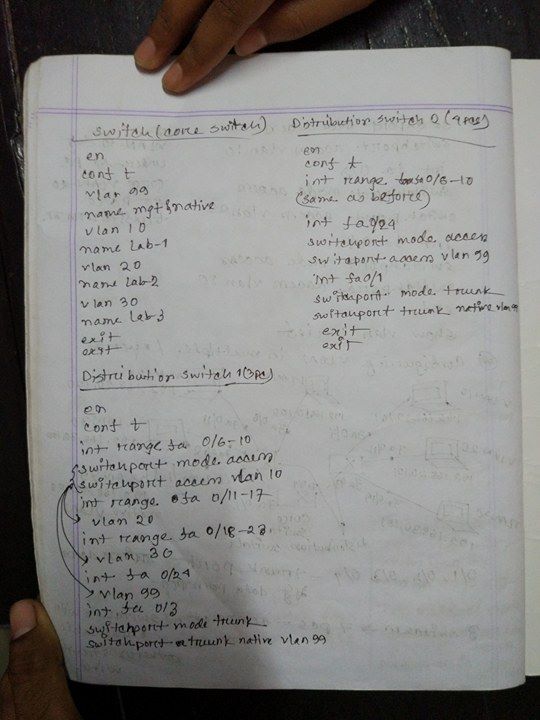 switch (core switch)
en
conf t
vlan 99
name mgt&native
vlan 10
name Lab-1
vlan 20
name Lab-2
vlan 30
name Lab-3
exit
exit
Distribution switch 1 (3pc)
en
conf t
int range fa 0/6-10
switchport mode access
switchport access vlan 10
int range fa 0/11-17
vlan 20
int range fa 0/18-23
vlan 30
int fa 0/24
vlan 99
int fa 0/3
switchport mode trunk
switchport trunk native vlan 99
Distribution switch 2 (4pcs)
en
conf t
int range fa 0/6-10
(same as before)
int fa 0/24
switchport mode access
switchport access vlan 99
int fa 0/1
switchport mode trunk
switchport trunk native vlan 99
exit
exit